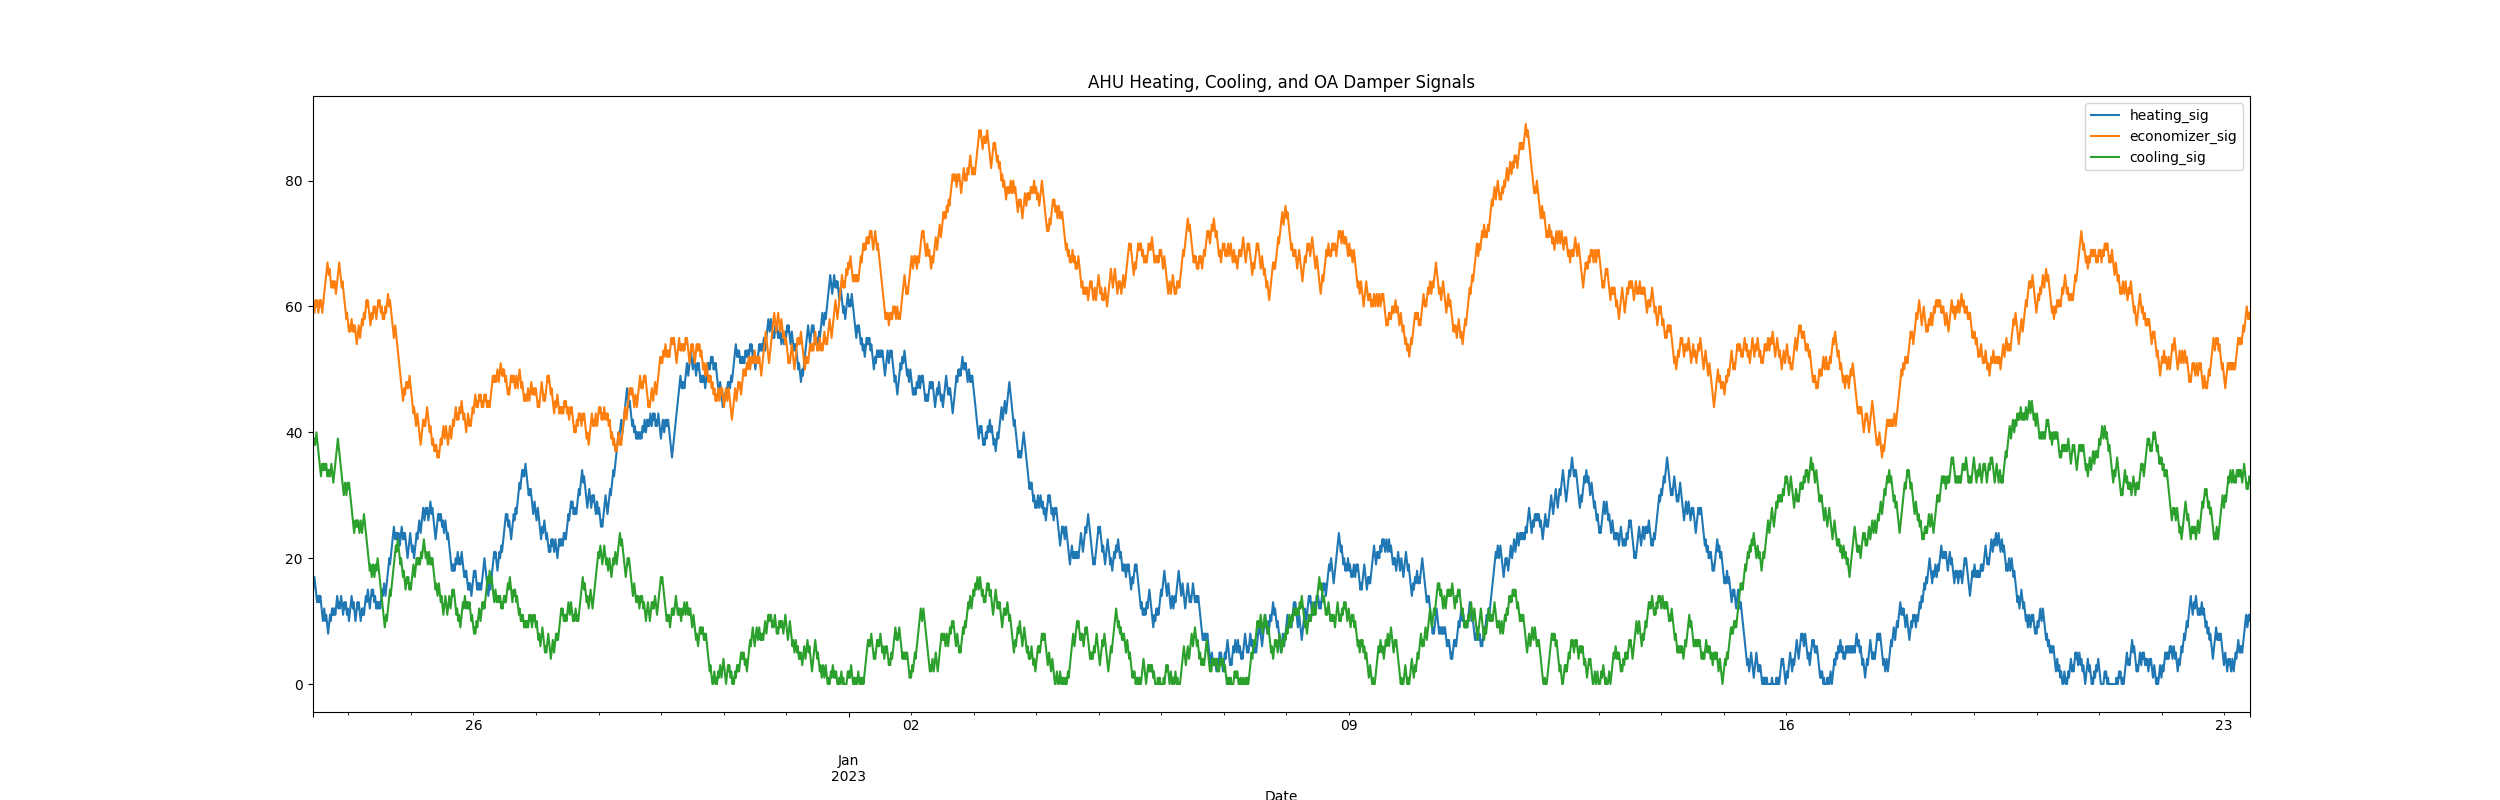 AHU Heating, Cooling, and OA Damper Signals
heating_sig
economizer_sig
cooling_sig
80
60
40
20
0
26
02
09
16
23
Jan
2023
Date